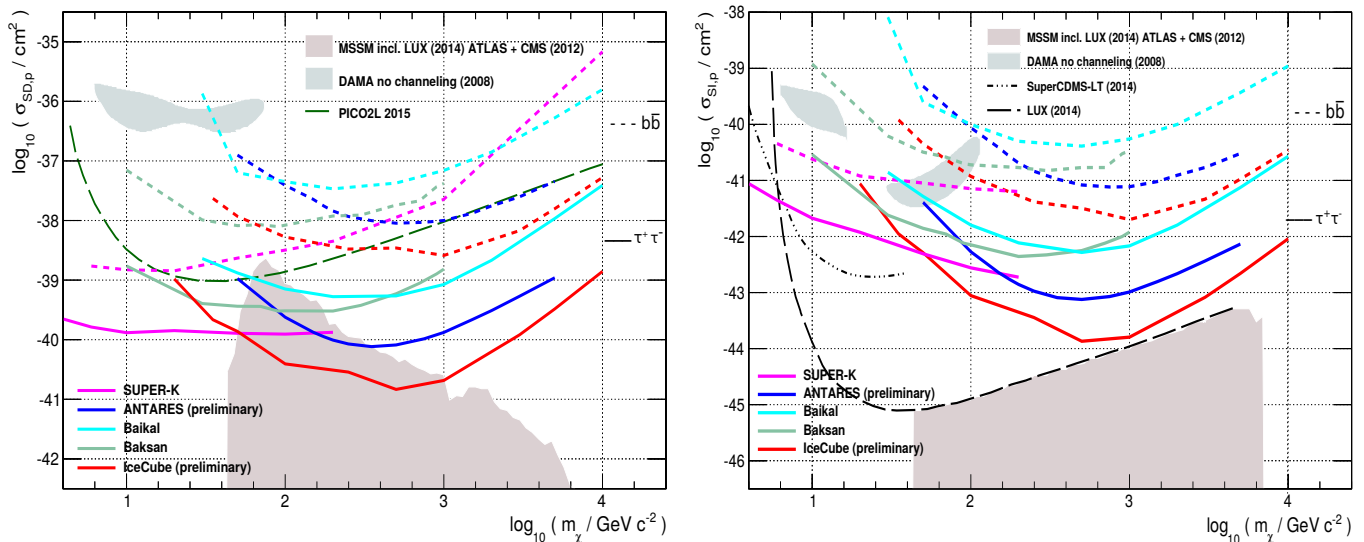 log₁₀ ( σ_SD,p / cm² )
-35
-36
-37
-38
-39
-40
-41
-42
MSSM incl. LUX (2014) ATLAS + CMS (2012)
DAMA no channeling (2008)
PICO2L 2015
bb̅
τ⁺ τ⁻
SUPER-K
ANTARES (preliminary)
Baikal
Baksan
IceCube (preliminary)
1
2
3
4
log₁₀ ( m_χ / GeV c⁻² )
log₁₀ ( σ_SI,p / cm² )
-38
-39
-40
-41
-42
-43
-44
-45
-46
MSSM incl. LUX (2014) ATLAS + CMS (2012)
DAMA no channeling (2008)
SuperCDMS-LT (2014)
LUX (2014)
bb̅
τ⁺τ⁻
SUPER-K
ANTARES (preliminary)
Baikal
Baksan
IceCube (preliminary)
1
2
3
4
log₁₀ ( m_χ / GeV c⁻² )